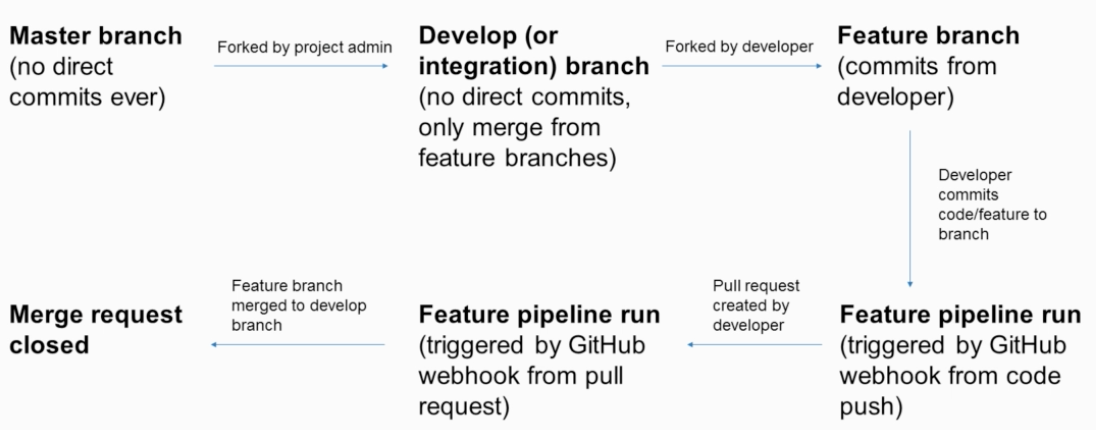 Master branch
(no direct
commits ever)
Forked by project admin
Develop (or
integration) branch
(no direct commits,
only merge from
feature branches)
Forked by developer
Feature branch
(commits from
developer)
Developer
commits
code/feature to
branch
Feature pipeline run
(triggered by GitHub
webhook from code
push)
Pull request
created by
developer
Feature pipeline run
(triggered by GitHub
webhook from pull
request)
Feature branch
merged to develop
branch
Merge request
closed